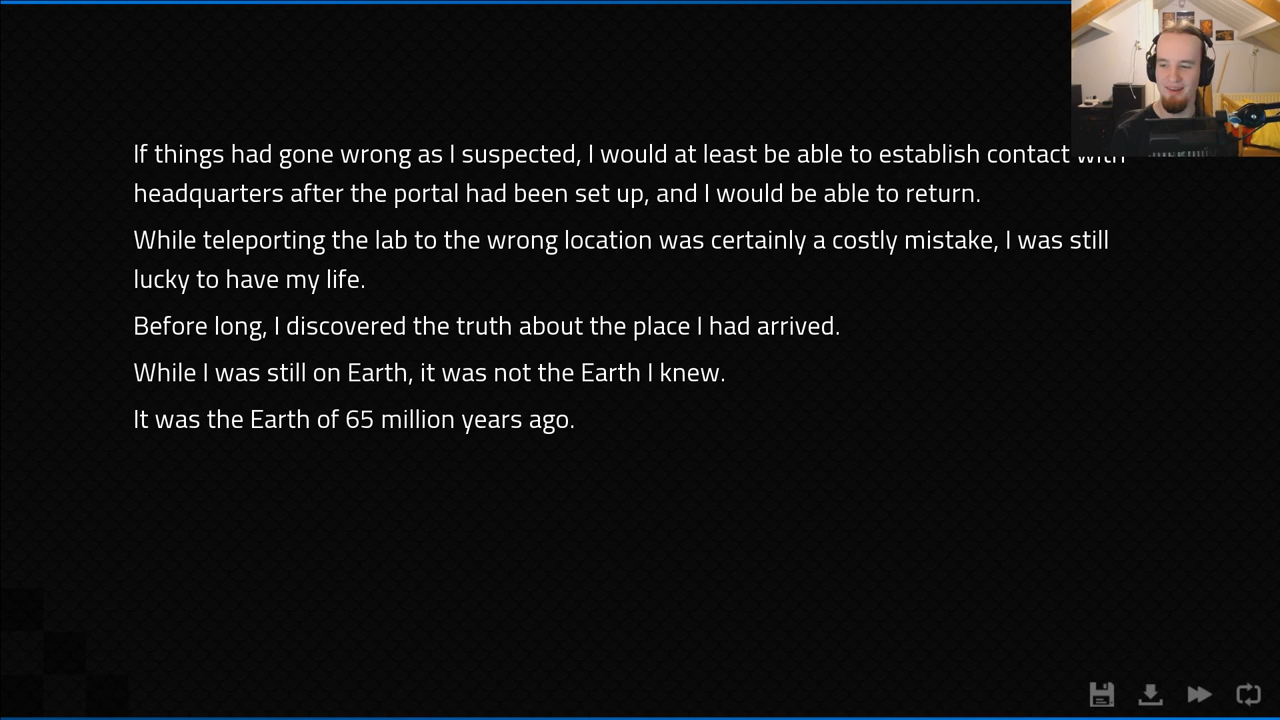 If things had gone wrong as I suspected, I would at least be able to establish contact with
headquarters after the portal had been set up, and I would be able to return.
While teleporting the lab to the wrong location was certainly a costly mistake, I was still
lucky to have my life.
Before long, I discovered the truth about the place I had arrived.
While I was still on Earth, it was not the Earth I knew.
It was the Earth of 65 million years ago.